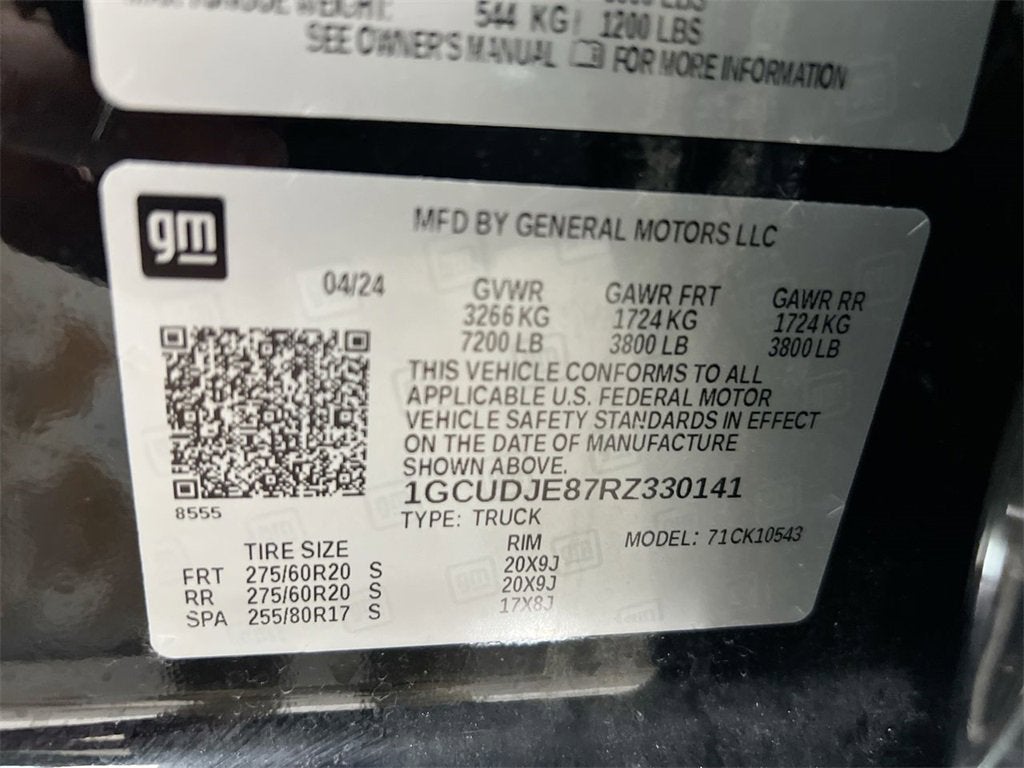 WEIGHT: 544 KG 1200 LBS
SEE OWNER'S MANUAL FOR MORE INFORMATION
gm
MFD BY GENERAL MOTORS LLC
04/24 GVWR GAWR FRT GAWR RR
3266 KG 1724 KG 1724 KG
7200 LB 3800 LB 3800 LB
THIS VEHICLE CONFORMS TO ALL
APPLICABLE U.S. FEDERAL MOTOR
VEHICLE SAFETY STANDARDS IN EFFECT
ON THE DATE OF MANUFACTURE
SHOWN ABOVE.
1GCUDJE87RZ330141
8555
TYPE: TRUCK
MODEL: 71CK10543
TIRE SIZE RIM
FRT 275/60R20 S 20X9J
RR 275/60R20 S 20X9J
SPA 255/80R17 S 17X8J